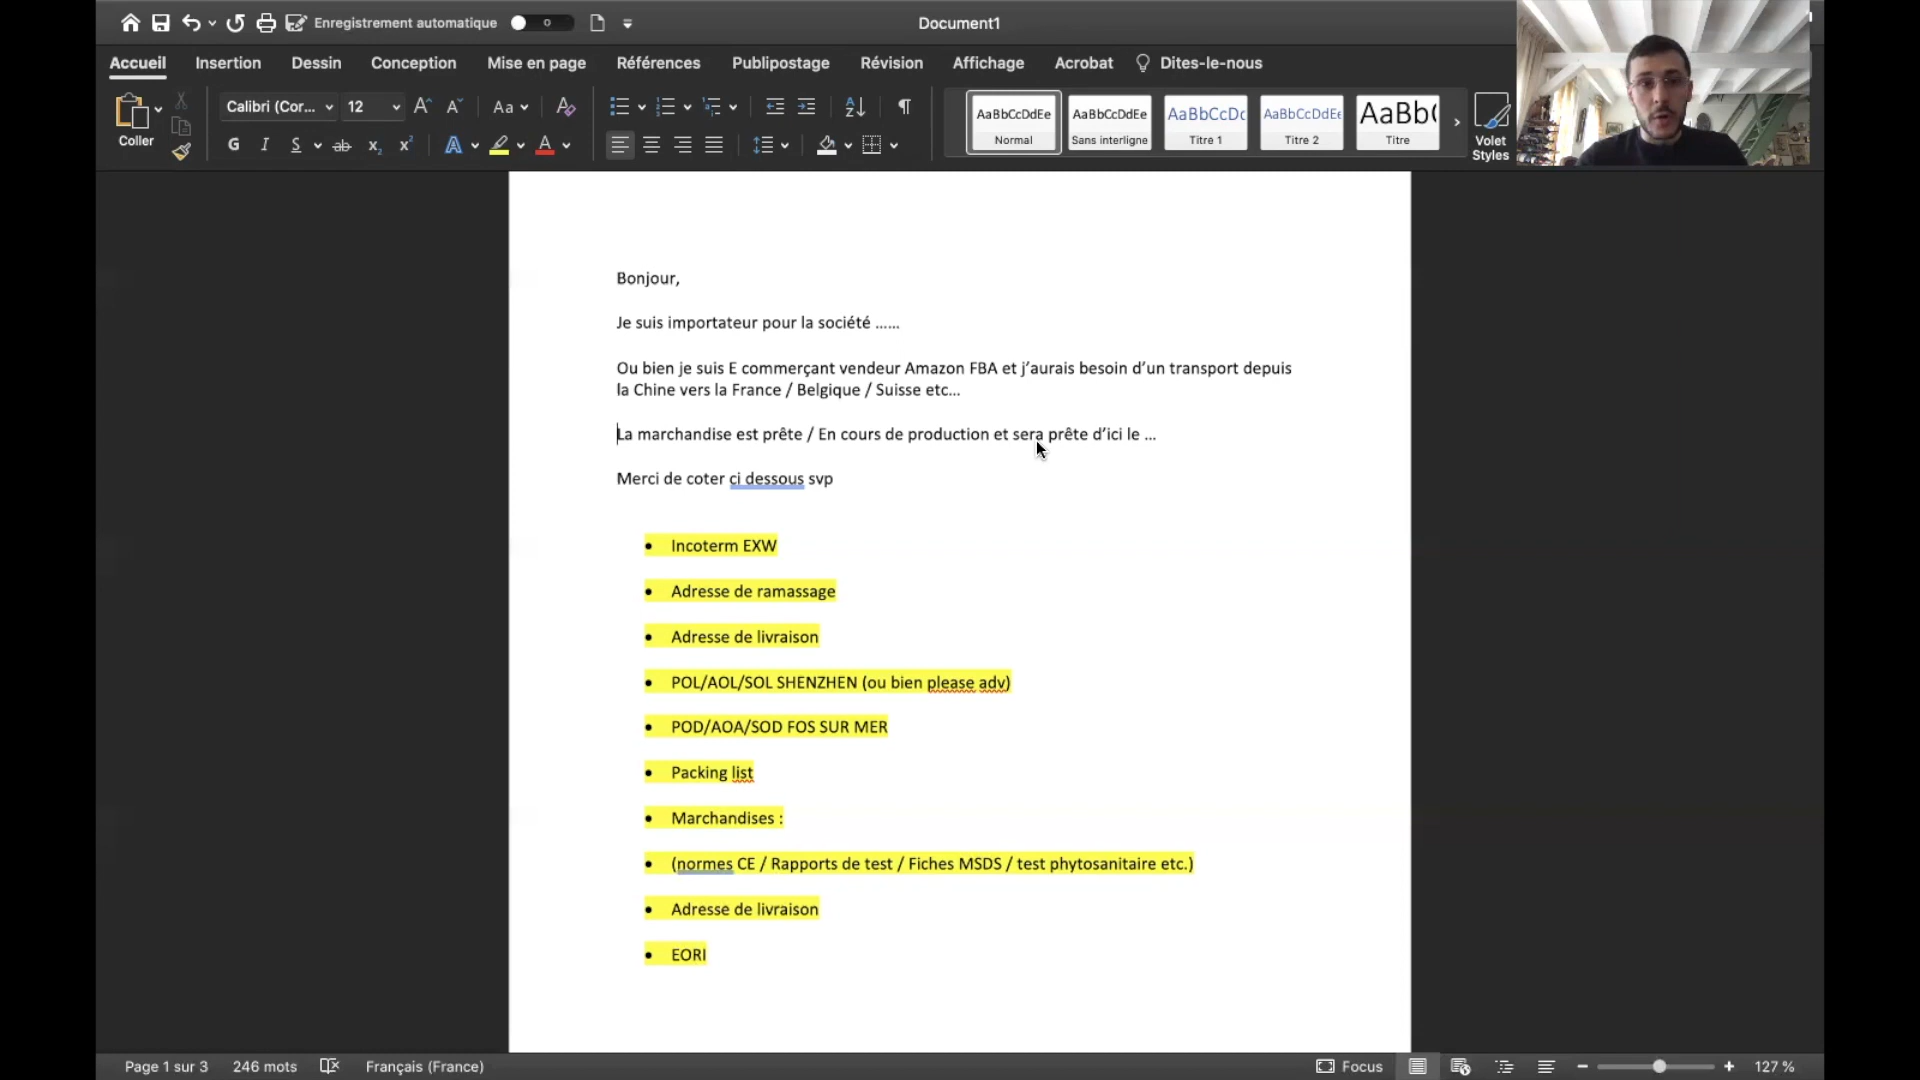 Enregistrement automatique
Document1
Accueil Insertion Dessin Conception Mise en page Références Publipostage Révision Affichage Acrobat Dites-le-nous
Coller
Calibri (Cor... 12
Aa
G I S ab x₂ x² A A
AaBbCcDdEe AaBbCcDdEe AaBbCcDc AaBbCcDdEe AaBb(
Normal Sans interligne Titre 1 Titre 2 Titre
Volet
Styles
Bonjour,
Je suis importateur pour la société ……
Ou bien je suis E commerçant vendeur Amazon FBA et j’aurais besoin d’un transport depuis
la Chine vers la France / Belgique / Suisse etc…
La marchandise est prête / En cours de production et sera prête d’ici le …
Merci de coter ci dessous svp
• Incoterm EXW
• Adresse de ramassage
• Adresse de livraison
• POL/AOL/SOL SHENZHEN (ou bien please adv)
• POD/AOA/SOD FOS SUR MER
• Packing list
• Marchandises :
• (normes CE / Rapports de test / Fiches MSDS / test phytosanitaire etc.)
• Adresse de livraison
• EORI
Page 1 sur 3 246 mots Français (France) Focus 127 %